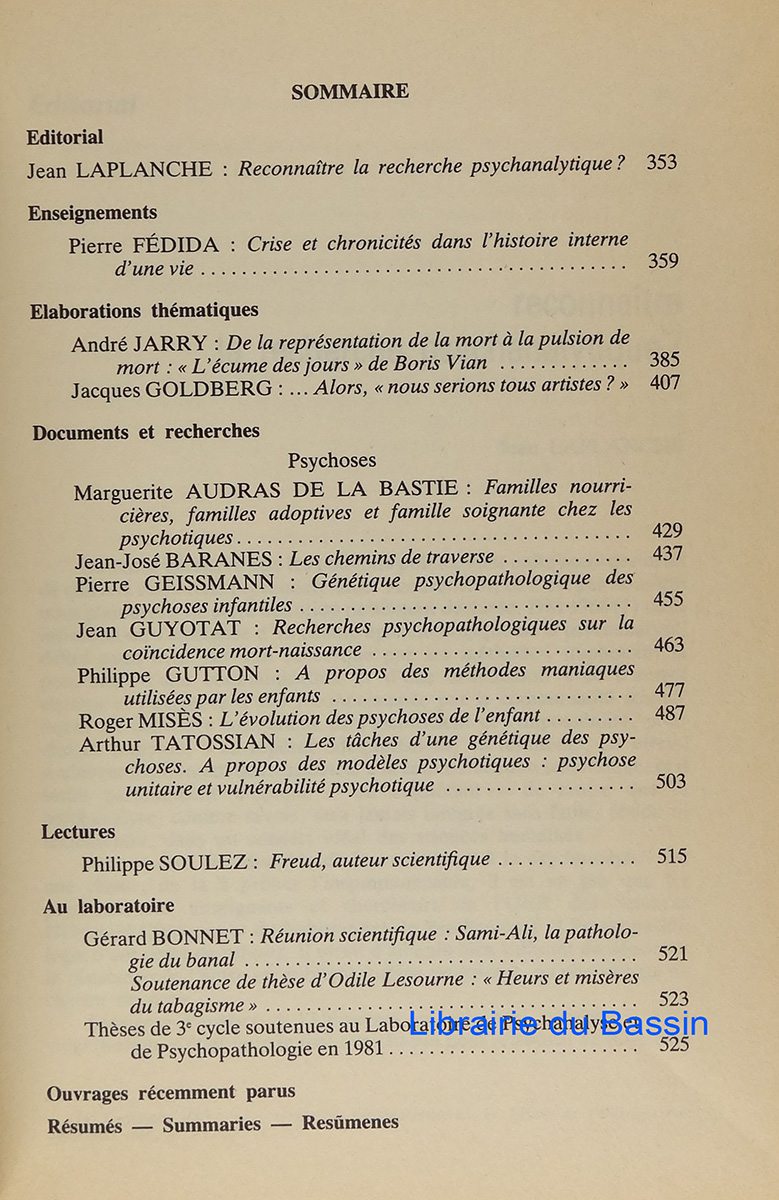 SOMMAIRE
Editorial
Jean LAPLANCHE : Reconnaître la recherche psychanalytique ? 353
Enseignements
Pierre FÉDIDA : Crise et chronicités dans l'histoire interne
d'une vie ........................................ 359
Elaborations thématiques
André JARRY : De la représentation de la mort à la pulsion de
mort : « L'écume des jours » de Boris Vian ............. 385
Jacques GOLDBERG : ... Alors, « nous serions tous artistes ? » 407
Documents et recherches
Psychoses
Marguerite AUDRAS DE LA BASTIE : Familles nourri-
cières, familles adoptives et famille soignante chez les
psychotiques ...................................... 429
Jean-José BARANES : Les chemins de traverse ............. 437
Pierre GEISSMANN : Génétique psychopathologique des
psychoses infantiles ................................. 455
Jean GUYOTAT : Recherches psychopathologiques sur la
coïncidence mort-naissance .......................... 463
Philippe GUTTON : A propos des méthodes maniaques
utilisées par les enfants .............................. 477
Roger MISÈS : L'évolution des psychoses de l'enfant ......... 487
Arthur TATOSSIAN : Les tâches d'une génétique des psy-
choses. A propos des modèles psychotiques : psychose
unitaire et vulnérabilité psychotique ................... 503
Lectures
Philippe SOULEZ : Freud, auteur scientifique .............. 515
Au laboratoire
Gérard BONNET : Réunion scientifique : Sami-Ali, la patholo-
gie du banal ....................................... 521
Soutenance de thèse d'Odile Lesourne : « Heurs et misères
du tabagisme » ..................................... 523
Thèses de 3e cycle soutenues au Laboratoire de Psychanalyse et
Librairie du Bassin
de Psychopathologie en 1981 ......................... 525
Ouvrages récemment parus
Résumés — Summaries — Resũmenes